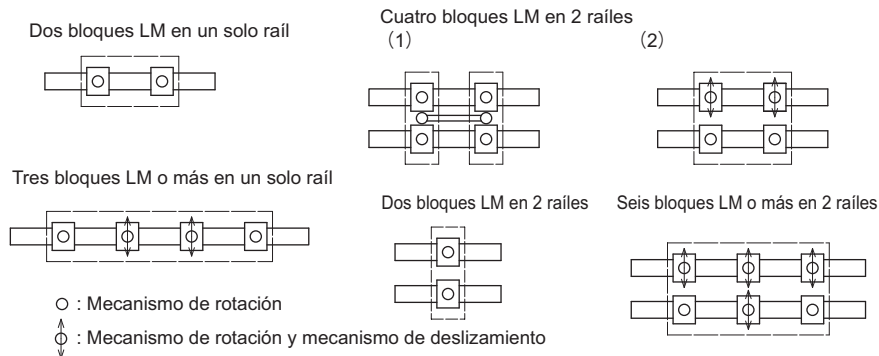 Dos bloques LM en un solo raíl
Cuatro bloques LM en 2 raíles
(1)
(2)
Tres bloques LM o más en un solo raíl
Dos bloques LM en 2 raíles
Seis bloques LM o más en 2 raíles
: Mecanismo de rotación
: Mecanismo de rotación y mecanismo de deslizamiento